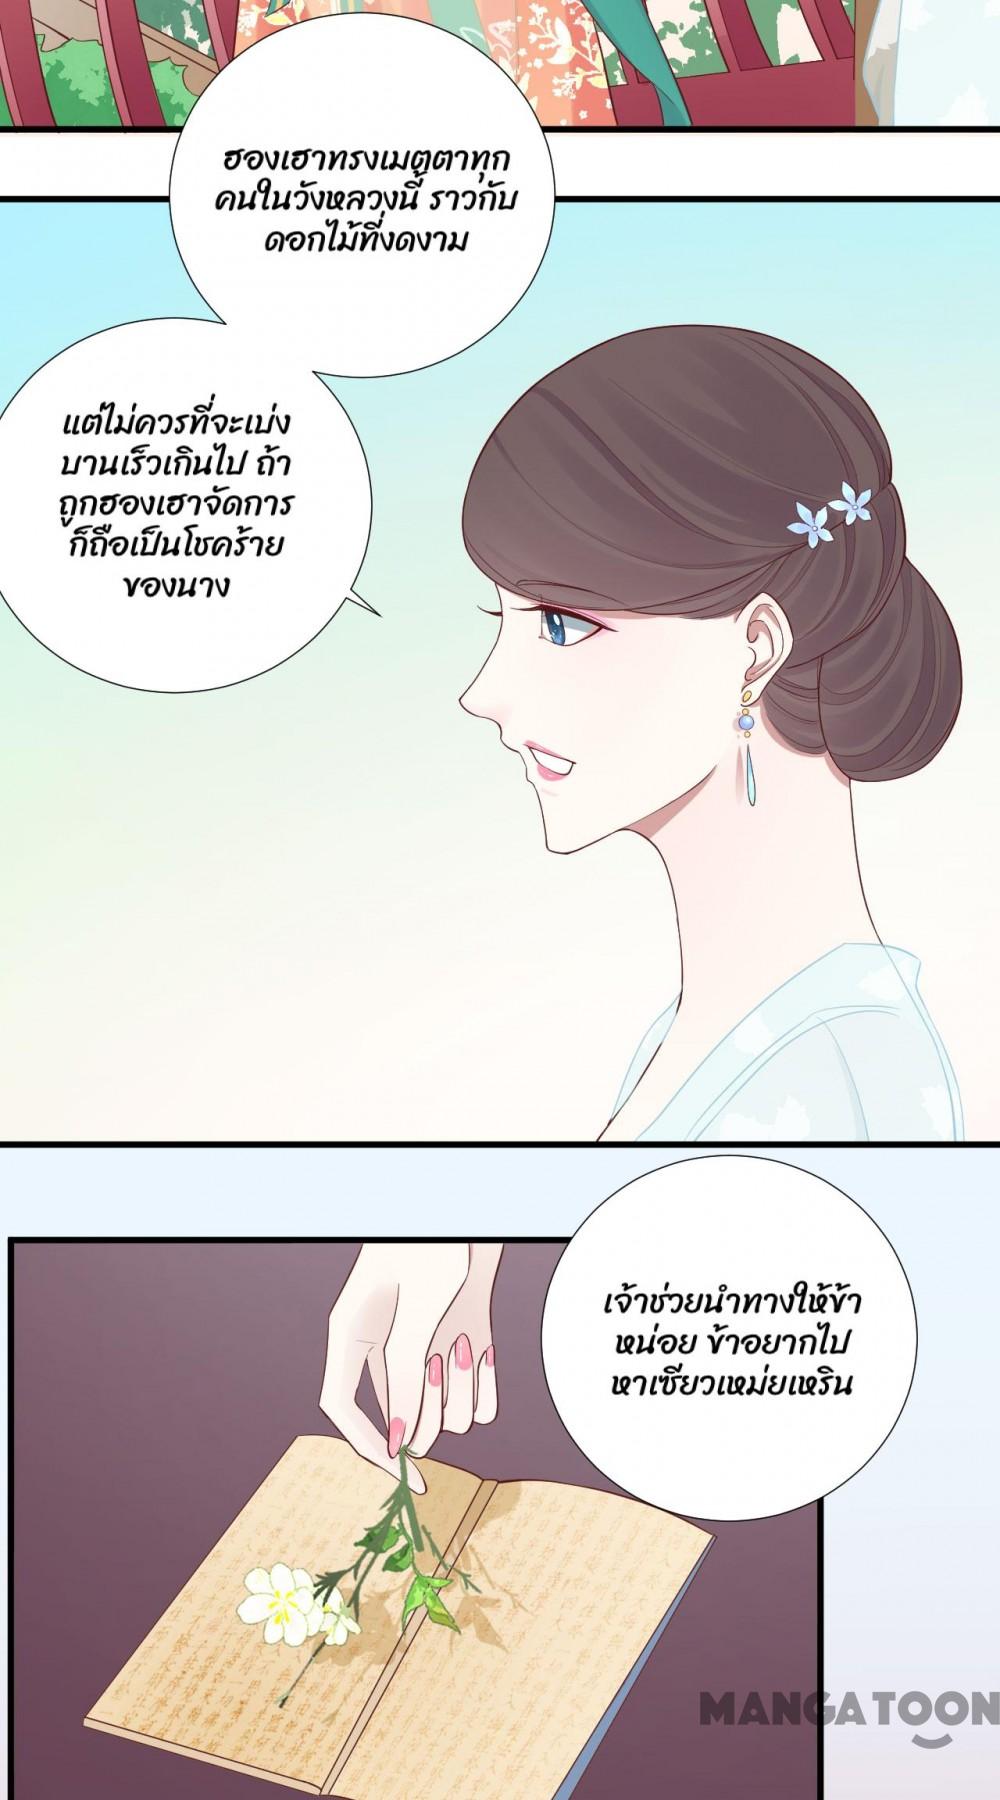 ฮองเฮาทรงเมตตาทุก
คนในวังหลวงนี้ ราวกับ
ดอกไม้ที่งดงาม
แต่ไม่ควรที่จะเบ่ง
บานเร็วเกินไป ถ้า
ถูกฮองเฮาจัดการ
ก็ถือเป็นโชคร้าย
ของนาง
เจ้าช่วยนำทางให้ข้า
หน่อย ข้าอยากไป
หาเซียวเหม่ยเหริน
MANGATOON